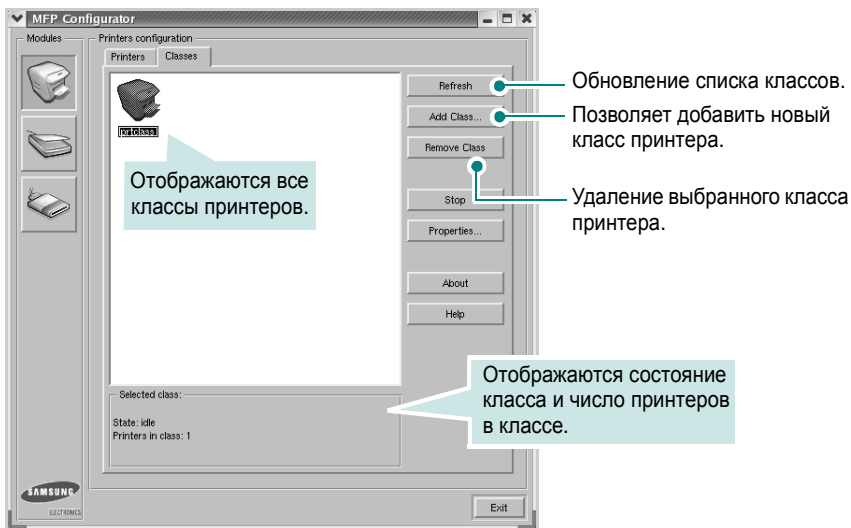 MFP Configurator
Modules
Printers configuration
Printers
Classes
prtclass1
Отображаются все
классы принтеров.
Refresh
Add Class...
Remove Class
Stop
Properties...
About
Help
Обновление списка классов.
Позволяет добавить новый
класс принтера.
Удаление выбранного класса
принтера.
Отображаются состояние
класса и число принтеров
в классе.
Selected class:
State: idle
Printers in class: 1
SAMSUNG
ELECTRONICS
Exit